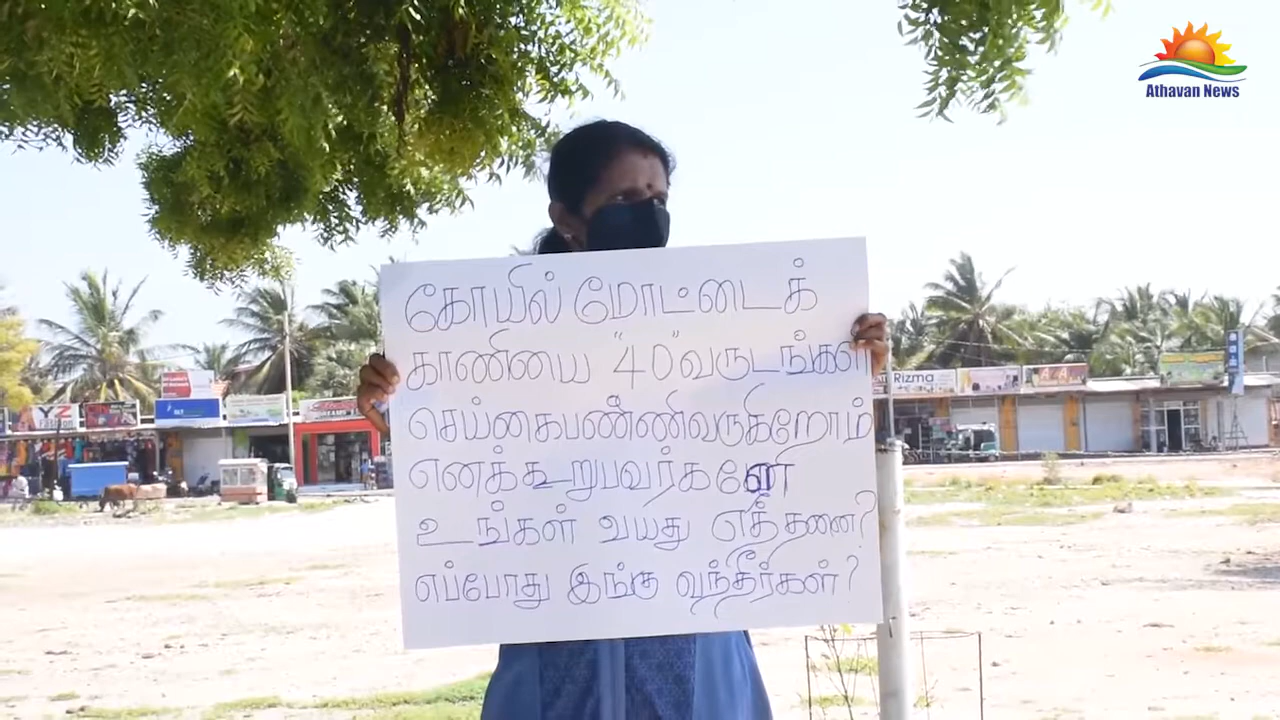 Athavan News
கோயில் மோட்டைக்
காணியை "40" வருடங்கள்
செய்கைபண்ணிவருகிறோம்
எனக்கூறுபவர்களே
உங்கள் வயது எத்தனை?
எப்போது இங்கு வந்தீர்கள்?
YZ
Rizma